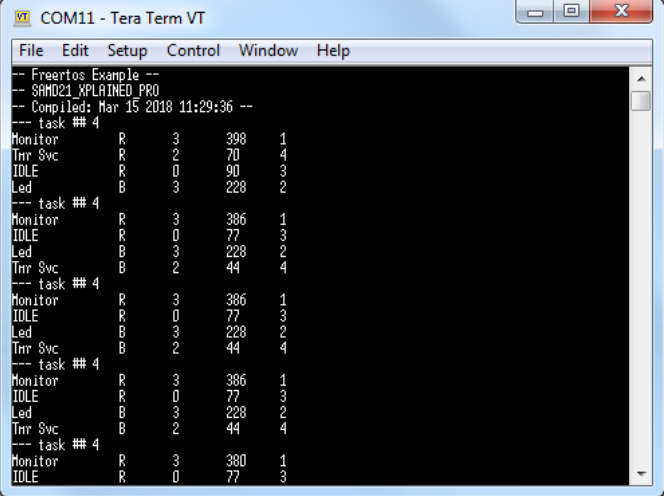 COM11 - Tera Term VT
File Edit Setup Control Window Help
-- Freertos Example --
-- SAMD21_XPLAINED_PRO
-- Compiled: Mar 15 2018 11:29:36 --
--- task ## 4
Monitor R 3 398 1
Tmr Svc R 2 70 4
IDLE R 0 90 3
Led B 3 228 2
--- task ## 4
Monitor R 3 386 1
IDLE R 0 77 3
Led B 3 228 2
Tmr Svc B 2 44 4
--- task ## 4
Monitor R 3 386 1
IDLE R 0 77 3
Led B 3 228 2
Tmr Svc B 2 44 4
--- task ## 4
Monitor R 3 386 1
IDLE R 0 77 3
Led B 3 228 2
Tmr Svc B 2 44 4
--- task ## 4
Monitor R 3 380 1
IDLE R 0 77 3